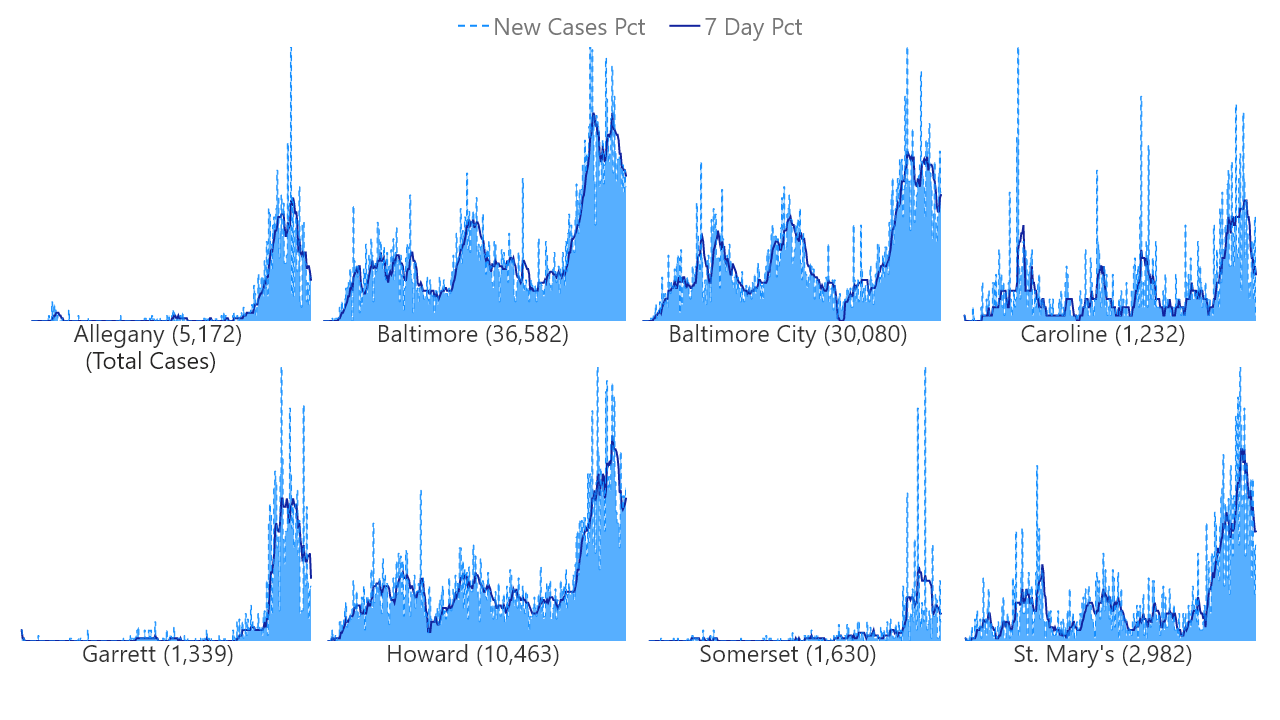 New Cases Pct 7 Day Pct
Allegany (5,172) Baltimore (36,582) Baltimore City (30,080) Caroline (1,232)
(Total Cases)
Garrett (1,339) Howard (10,463) Somerset (1,630) St. Mary's (2,982)